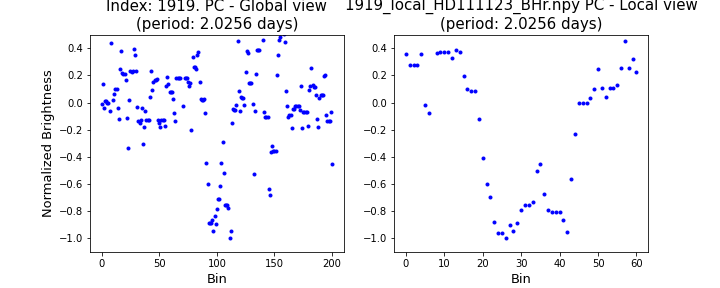 Index: 1919. PC - Global view
(period: 2.0256 days)
1919_local_HD111123_BHr.npy PC - Local view
(period: 2.0256 days)
Normalized Brightness
0.4
0.2
0.0
−0.2
−0.4
−0.6
−0.8
−1.0
0 50 100 150 200
Bin
0.4
0.2
0.0
−0.2
−0.4
−0.6
−0.8
−1.0
0 10 20 30 40 50 60
Bin